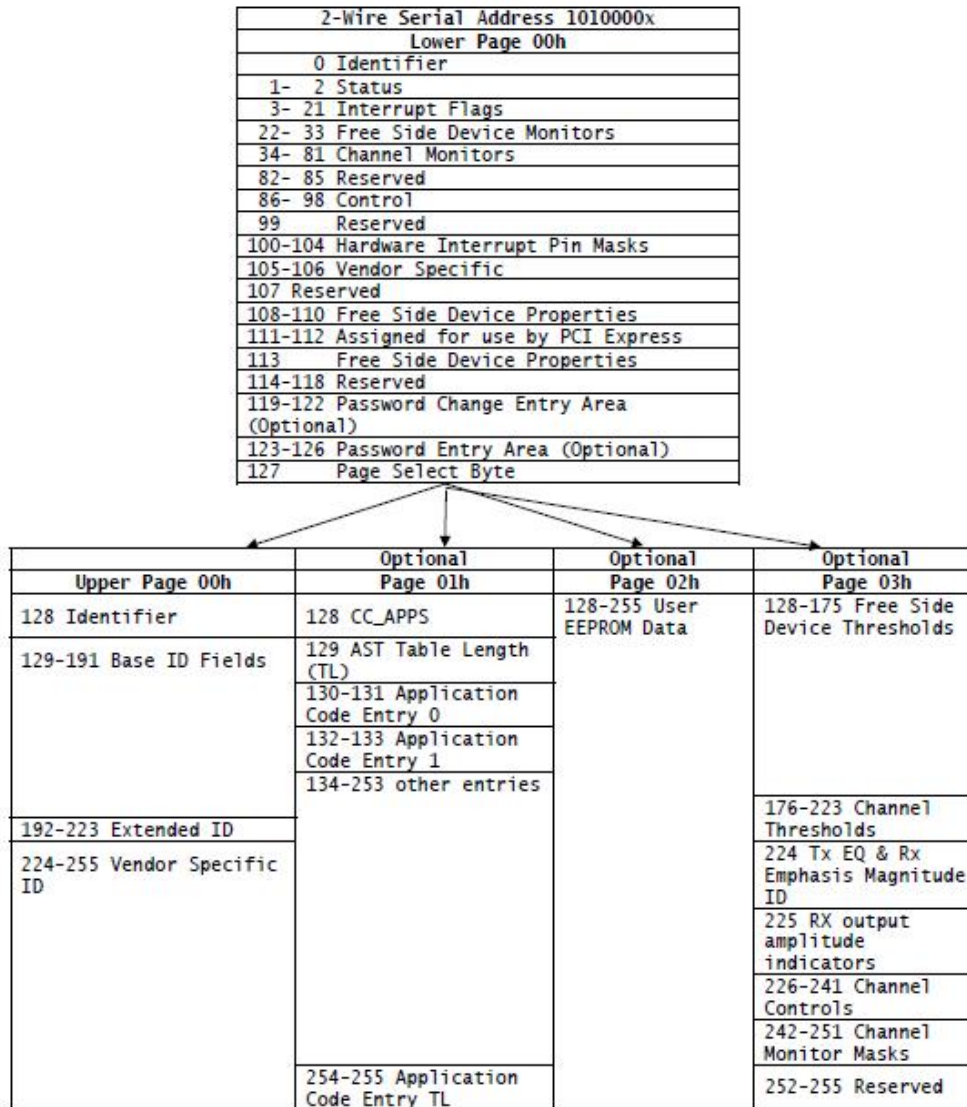 2-Wire Serial Address 1010000x
Lower Page 00h
0 Identifier
1- 2 Status
3- 21 Interrupt Flags
22- 33 Free Side Device Monitors
34- 81 Channel Monitors
82- 85 Reserved
86- 98 Control
99 Reserved
100-104 Hardware Interrupt Pin Masks
105-106 Vendor Specific
107 Reserved
108-110 Free Side Device Properties
111-112 Assigned for use by PCI Express
113 Free Side Device Properties
114-118 Reserved
119-122 Password Change Entry Area
(Optional)
123-126 Password Entry Area (Optional)
127 Page Select Byte
Upper Page 00h
128 Identifier
129-191 Base ID Fields
192-223 Extended ID
224-255 Vendor Specific
ID
Optional
Page 01h
128 CC_APPS
129 AST Table Length
(TL)
130-131 Application
Code Entry 0
132-133 Application
Code Entry 1
134-253 other entries
254-255 Application
Code Entry TL
Optional
Page 02h
128-255 User
EEPROM Data
Optional
Page 03h
128-175 Free Side
Device Thresholds
176-223 Channel
Thresholds
224 Tx EQ & Rx
Emphasis Magnitude
ID
225 RX output
amplitude
indicators
226-241 Channel
Controls
242-251 Channel
Monitor Masks
252-255 Reserved